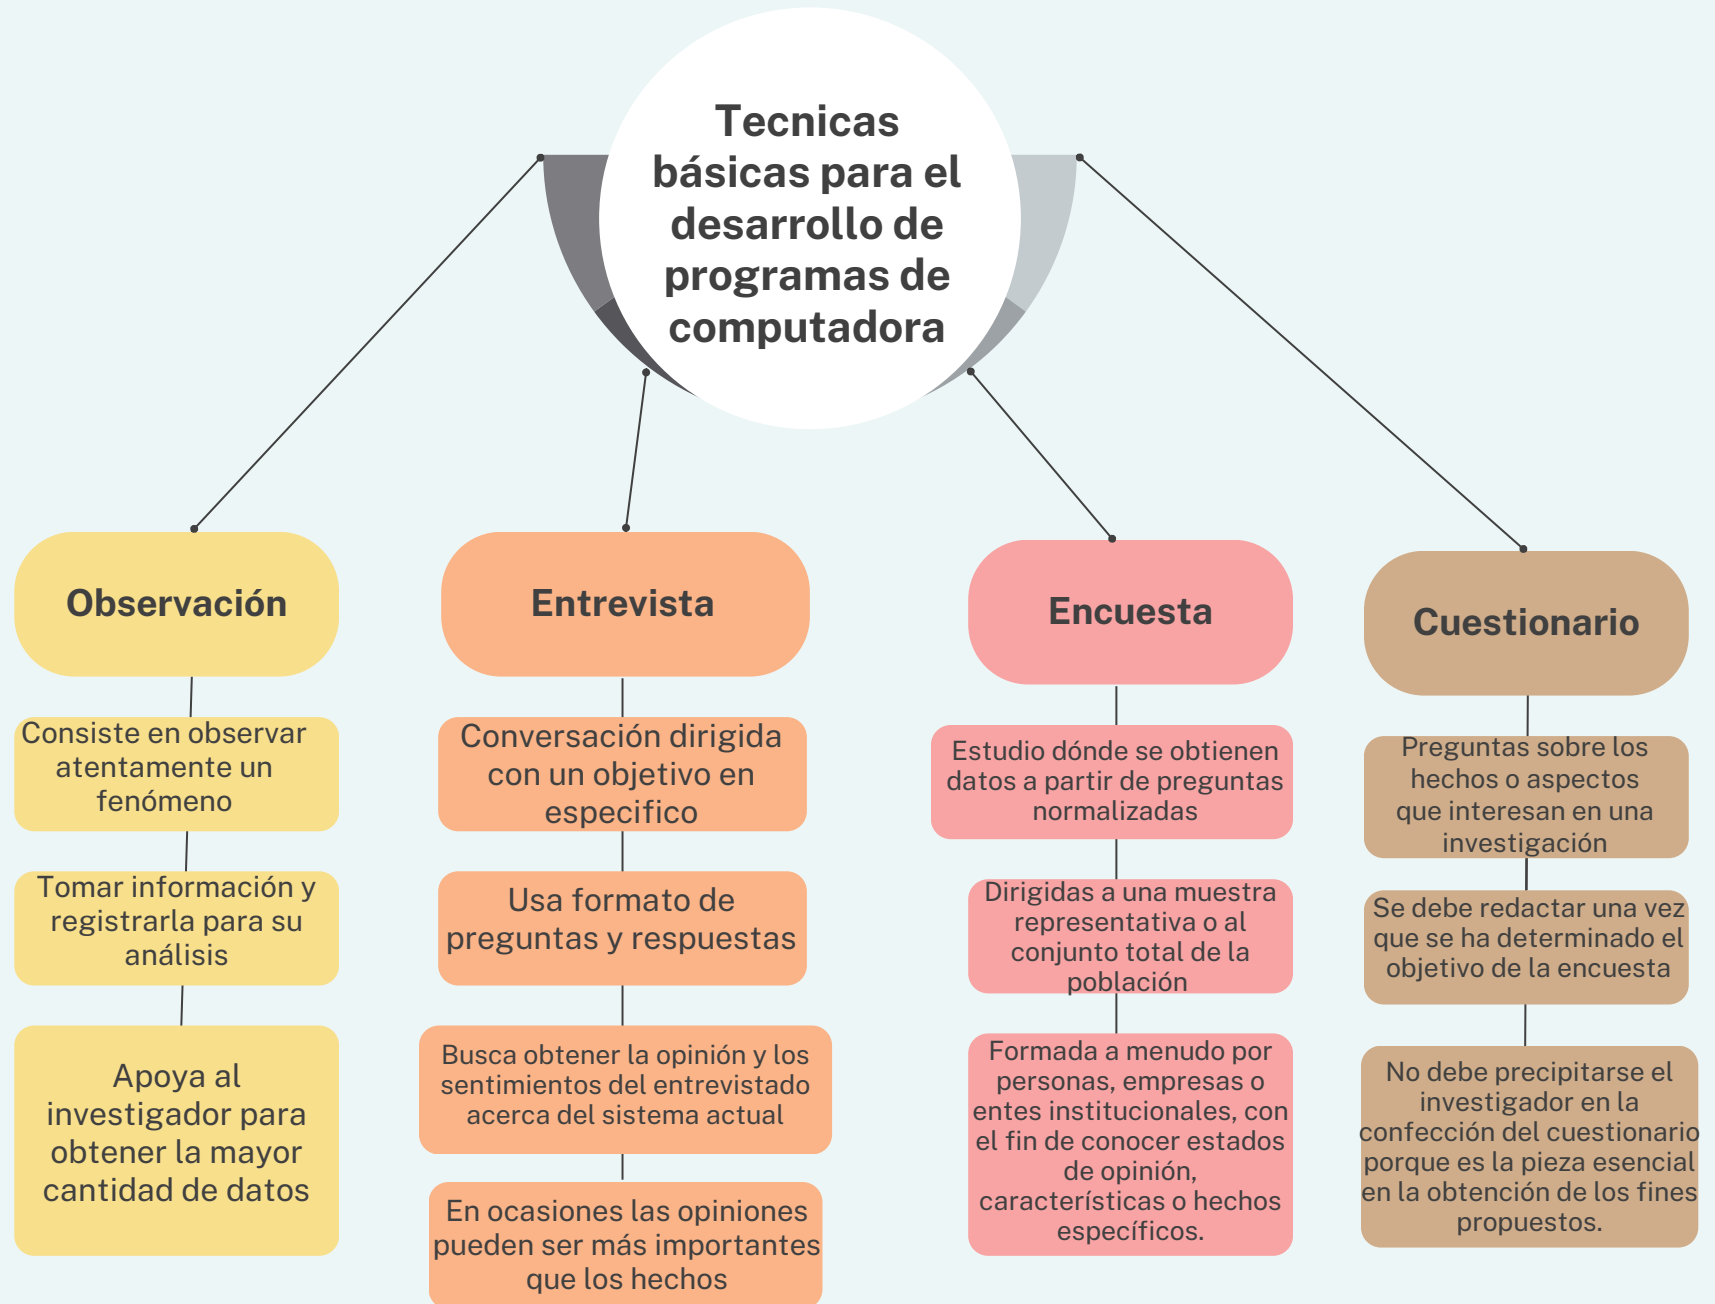 Tecnicas
básicas para el
desarrollo de
programas de
computadora
Observación
Consiste en observar
atentamente un
fenómeno
Tomar información y
registrarla para su
análisis
Apoya al
investigador para
obtener la mayor
cantidad de datos
Entrevista
Conversación dirigida
con un objetivo en
especifico
Usa formato de
preguntas y respuestas
Busca obtener la opinión y los
sentimientos del entrevistado
acerca del sistema actual
En ocasiones las opiniones
pueden ser más importantes
que los hechos
Encuesta
Estudio dónde se obtienen
datos a partir de preguntas
normalizadas
Dirigidas a una muestra
representativa o al
conjunto total de la
población
Formada a menudo por
personas, empresas o
entes institucionales, con
el fin de conocer estados
de opinión,
características o hechos
específicos.
Cuestionario
Preguntas sobre los
hechos o aspectos
que interesan en una
investigación
Se debe redactar una vez
que se ha determinado el
objetivo de la encuesta
No debe precipitarse el
investigador en la
confección del cuestionario
porque es la pieza esencial
en la obtención de los fines
propuestos.